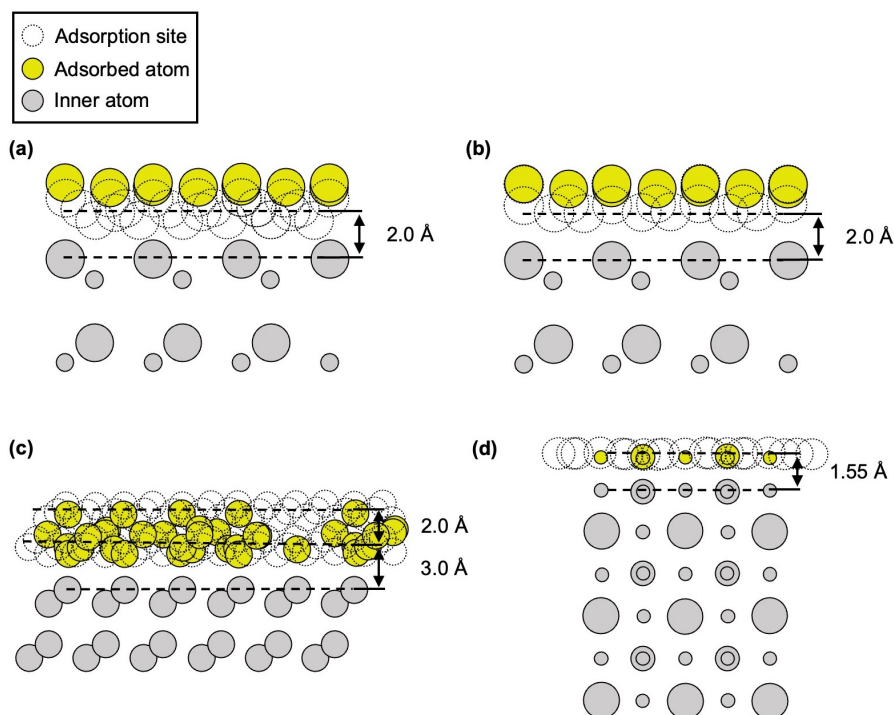 Adsorption site
Adsorbed atom
Inner atom
(a)
2.0 Å
(b)
2.0 Å
(c)
2.0 Å
3.0 Å
(d)
1.55 Å